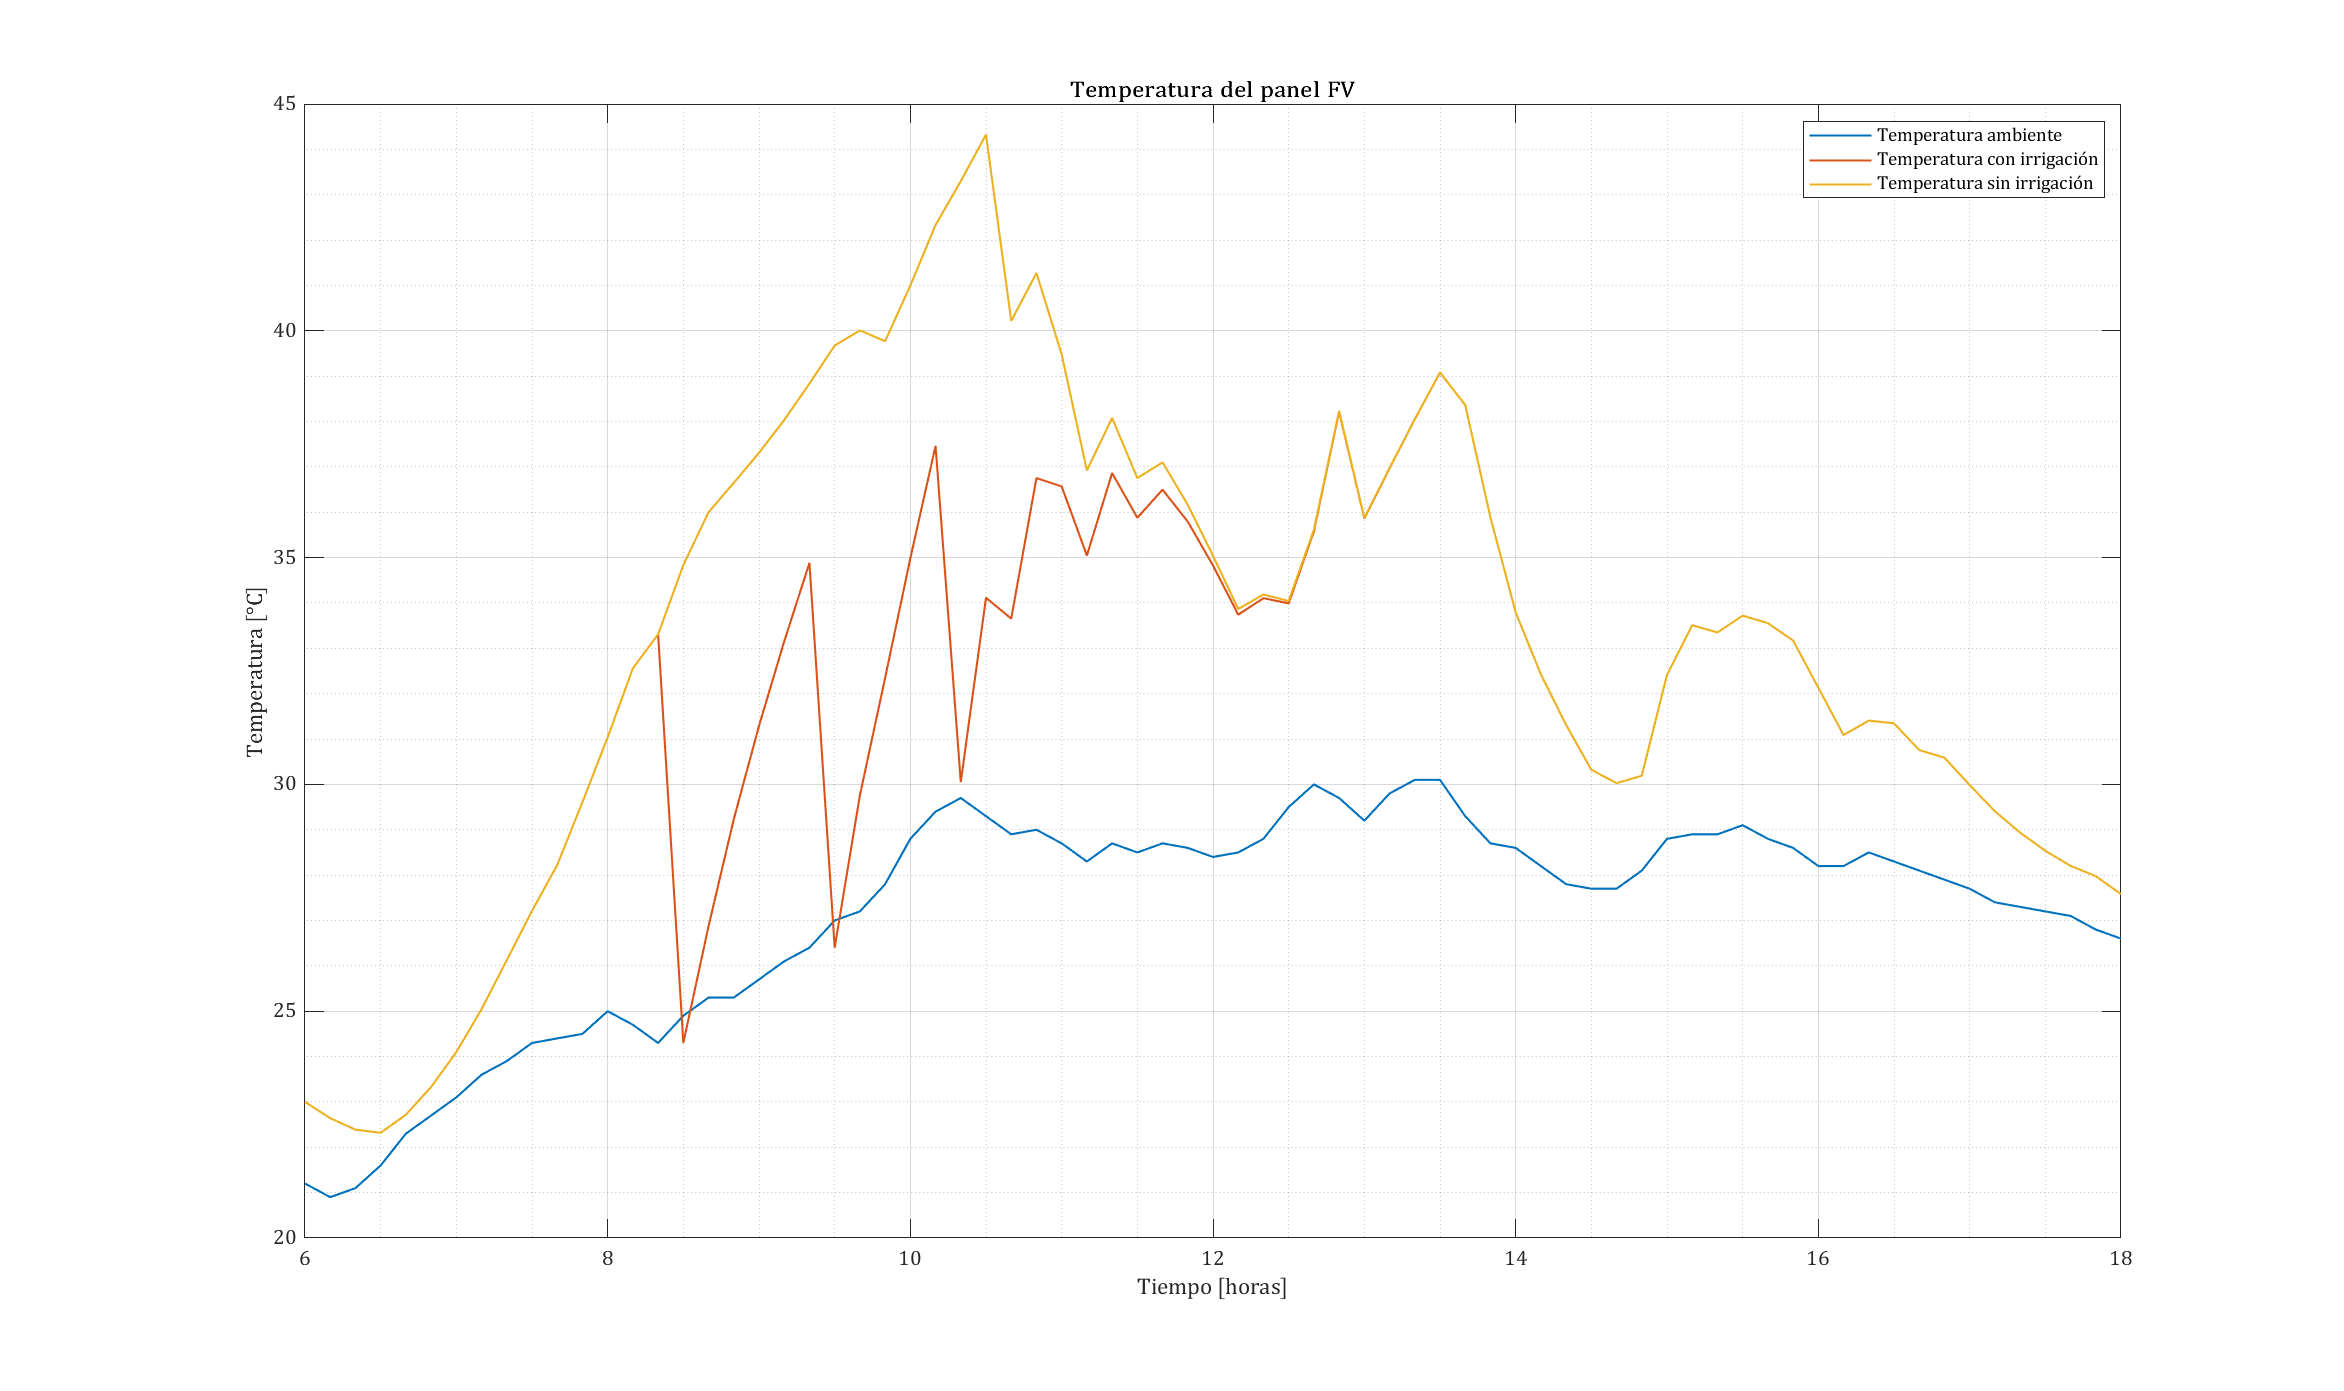 Temperatura del panel FV
45
40
35
30
25
20
6
8
10
12
14
16
18
Temperatura [°C]
Tiempo [horas]
Temperatura ambiente
Temperatura con irrigación
Temperatura sin irrigación